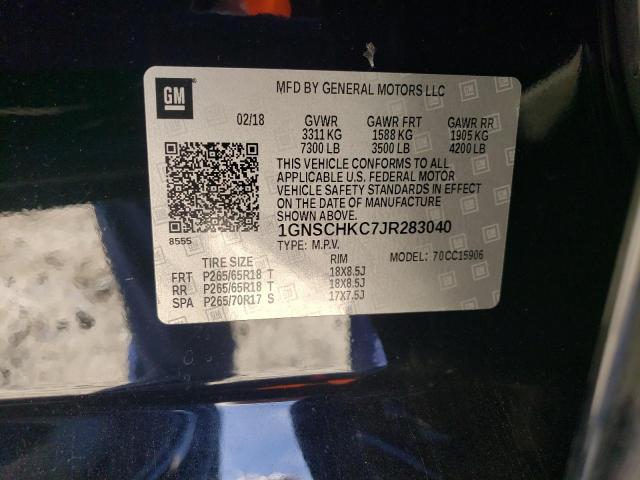 GM
MFD BY GENERAL MOTORS LLC
02/18 GVWR GAWR FRT GAWR RR
3311 KG 1588 KG 1905 KG
7300 LB 3500 LB 4200 LB
THIS VEHICLE CONFORMS TO ALL
APPLICABLE U.S. FEDERAL MOTOR
VEHICLE SAFETY STANDARDS IN EFFECT
ON THE DATE OF MANUFACTURE
SHOWN ABOVE.
8555
1GNSCHKC7JR283040
TYPE: M.P.V. MODEL: 70CC15906
TIRE SIZE RIM
FRT P265/65R18 T 18X8.5J
RR P265/65R18 T 18X8.5J
SPA P265/70R17 S 17X7.5J